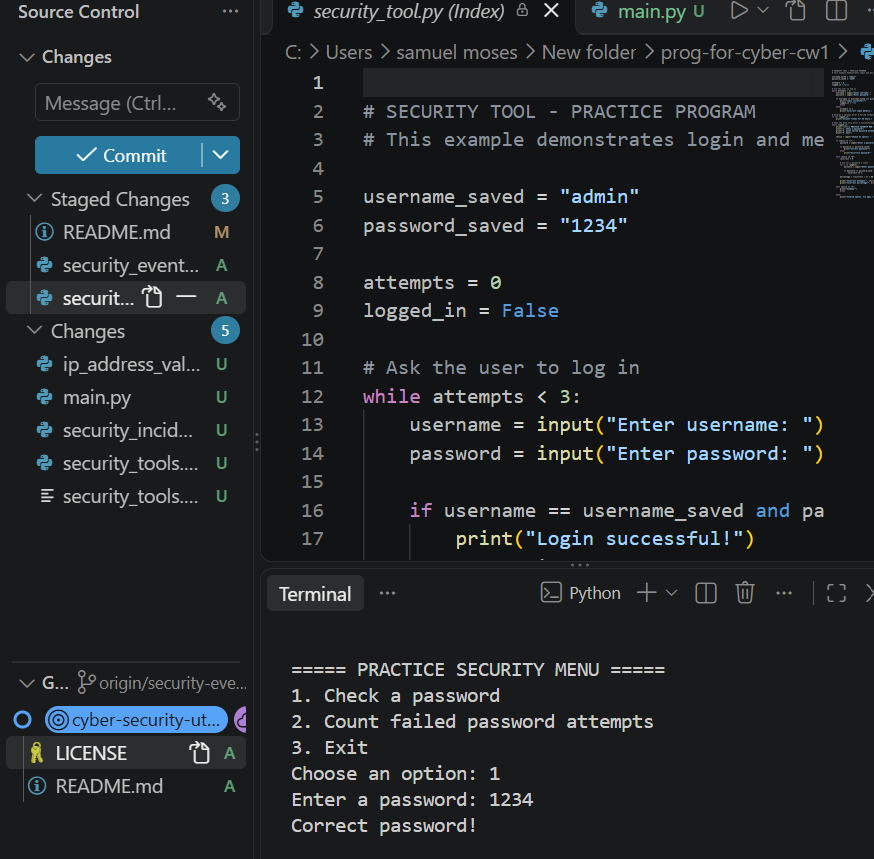 Source Control
Changes
Message (Ctrl...
Commit
Staged Changes 3
README.md M
security_event... A
securit... A
Changes 5
ip_address_val... U
main.py U
security_incid... U
security_tools.... U
security_tools.... U
G... origin/security-eve...
cyber-security-ut...
LICENSE A
README.md A
security_tool.py (Index)
main.py U
C: > Users > samuel moses > New folder > prog-for-cyber-cw1 >
1
2 # SECURITY TOOL - PRACTICE PROGRAM
3 # This example demonstrates login and me
4
5 username_saved = "admin"
6 password_saved = "1234"
7
8 attempts = 0
9 logged_in = False
10
11 # Ask the user to log in
12 while attempts < 3:
13 username = input("Enter username: ")
14 password = input("Enter password: ")
15
16 if username == username_saved and pa
17 print("Login successful!")
Terminal ...
Python
===== PRACTICE SECURITY MENU =====
1. Check a password
2. Count failed password attempts
3. Exit
Choose an option: 1
Enter a password: 1234
Correct password!